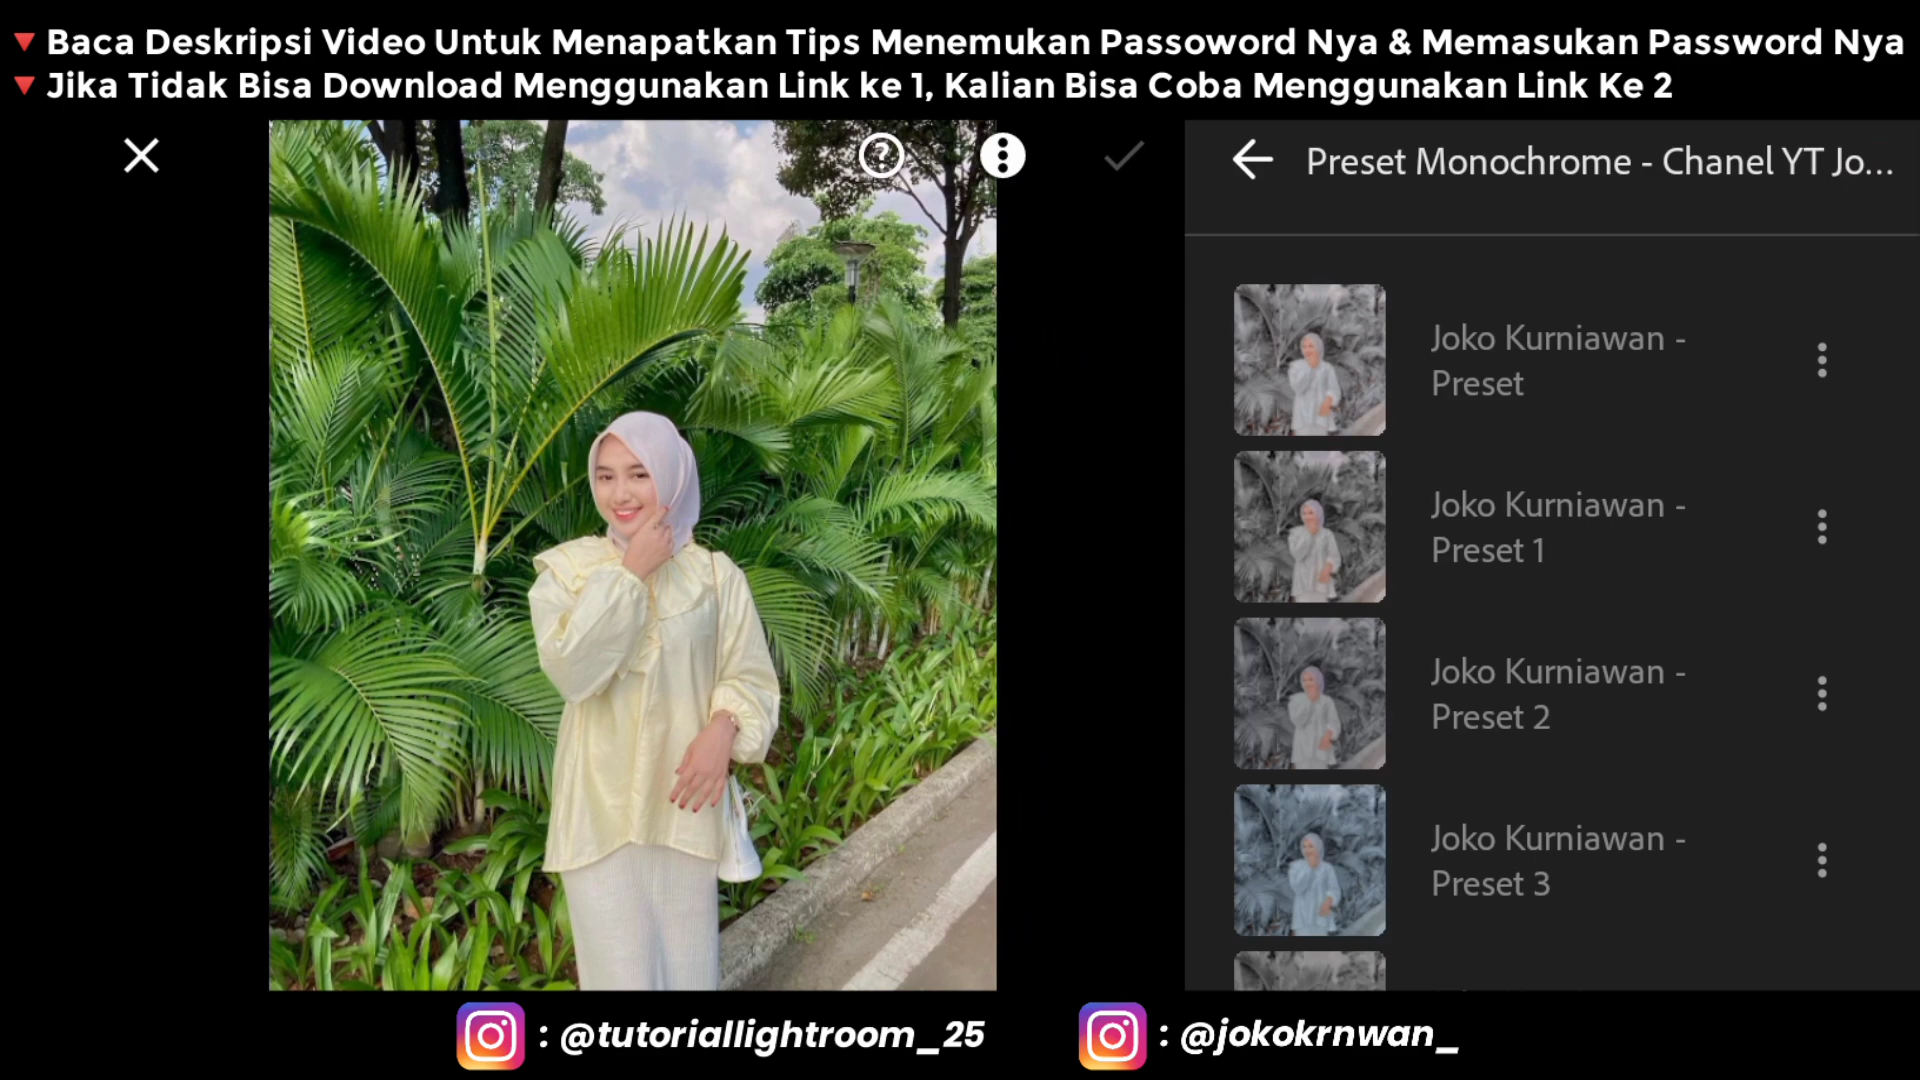 Baca Deskripsi Video Untuk Menapatkan Tips Menemukan Passoword Nya & Memasukan Password Nya
Jika Tidak Bisa Download Menggunakan Link ke 1, Kalian Bisa Coba Menggunakan Link Ke 2
Preset Monochrome - Chanel YT Jo...
Joko Kurniawan -
Preset
Joko Kurniawan -
Preset 1
Joko Kurniawan -
Preset 2
Joko Kurniawan -
Preset 3
: @tutoriallightroom_25
: @jokokrnwan_